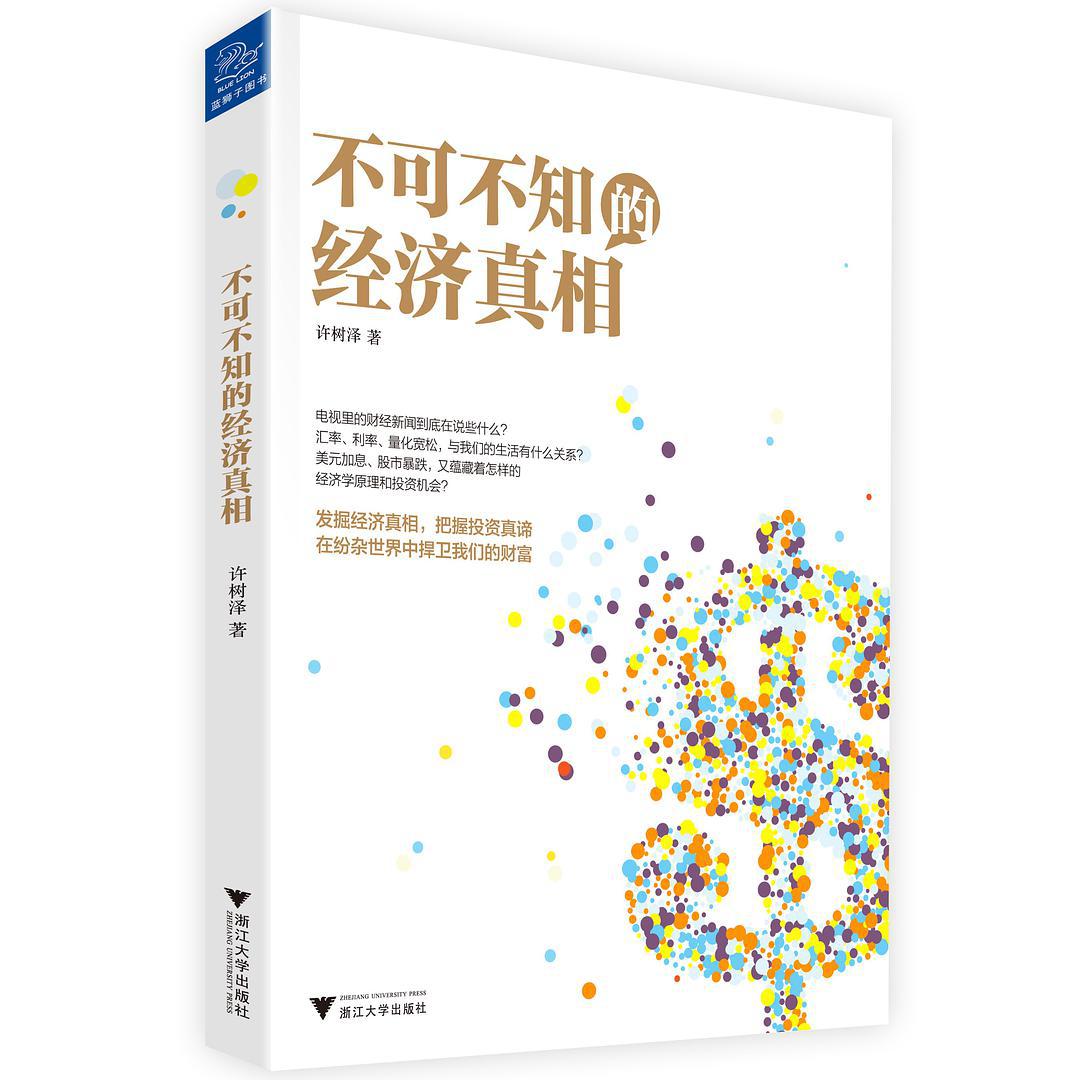 BLUE LION
蓝狮子图书
不可不知的经济真相
许树泽 著
浙江大学出版社
ZHEJIANG UNIVERSITY PRESS
不可不知的
经济真相
许树泽 著
电视里的财经新闻到底在说些什么？
汇率、利率、量化宽松，与我们的生活有什么关系？
美元加息、股市暴跌，又蕴藏着怎样的
经济学原理和投资机会？
发掘经济真相，把握投资真谛
在纷杂世界中捍卫我们的财富
ZHEJIANG UNIVERSITY PRESS
浙江大学出版社